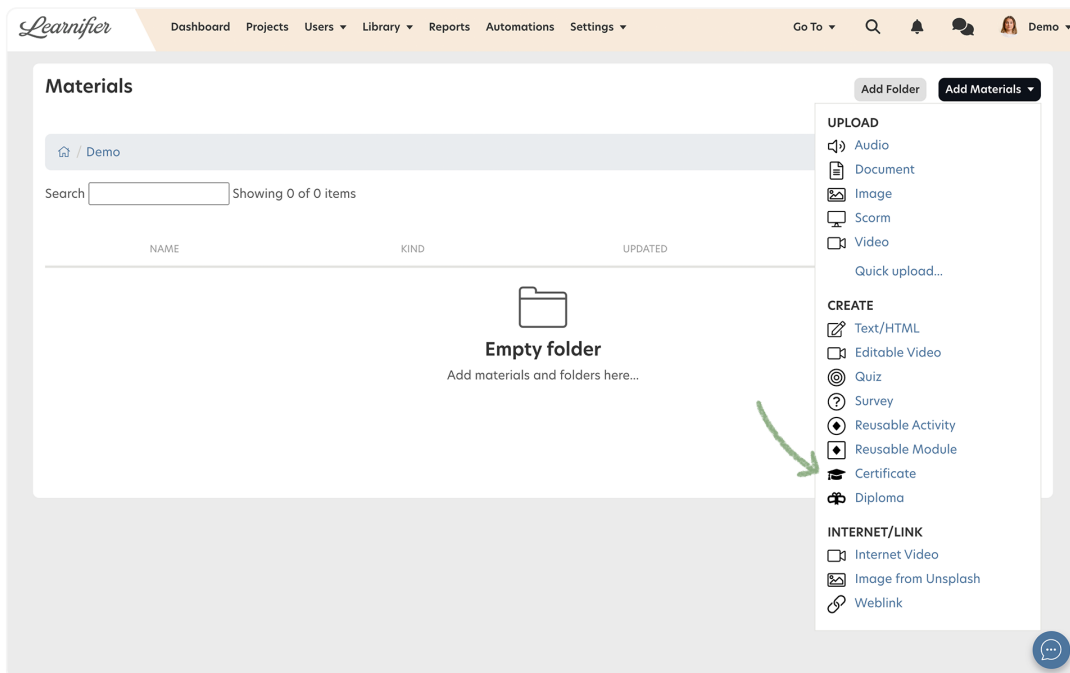 Learnifier
Dashboard Projects Users Library Reports Automations Settings Go To Demo
Materials
Add Folder Add Materials
/ Demo
Search Showing 0 of 0 items
NAME KIND UPDATED
Empty folder
Add materials and folders here...
UPLOAD
Audio
Document
Image
Scorm
Video
Quick upload...
CREATE
Text/HTML
Editable Video
Quiz
Survey
Reusable Activity
Reusable Module
Certificate
Diploma
INTERNET/LINK
Internet Video
Image from Unsplash
Weblink